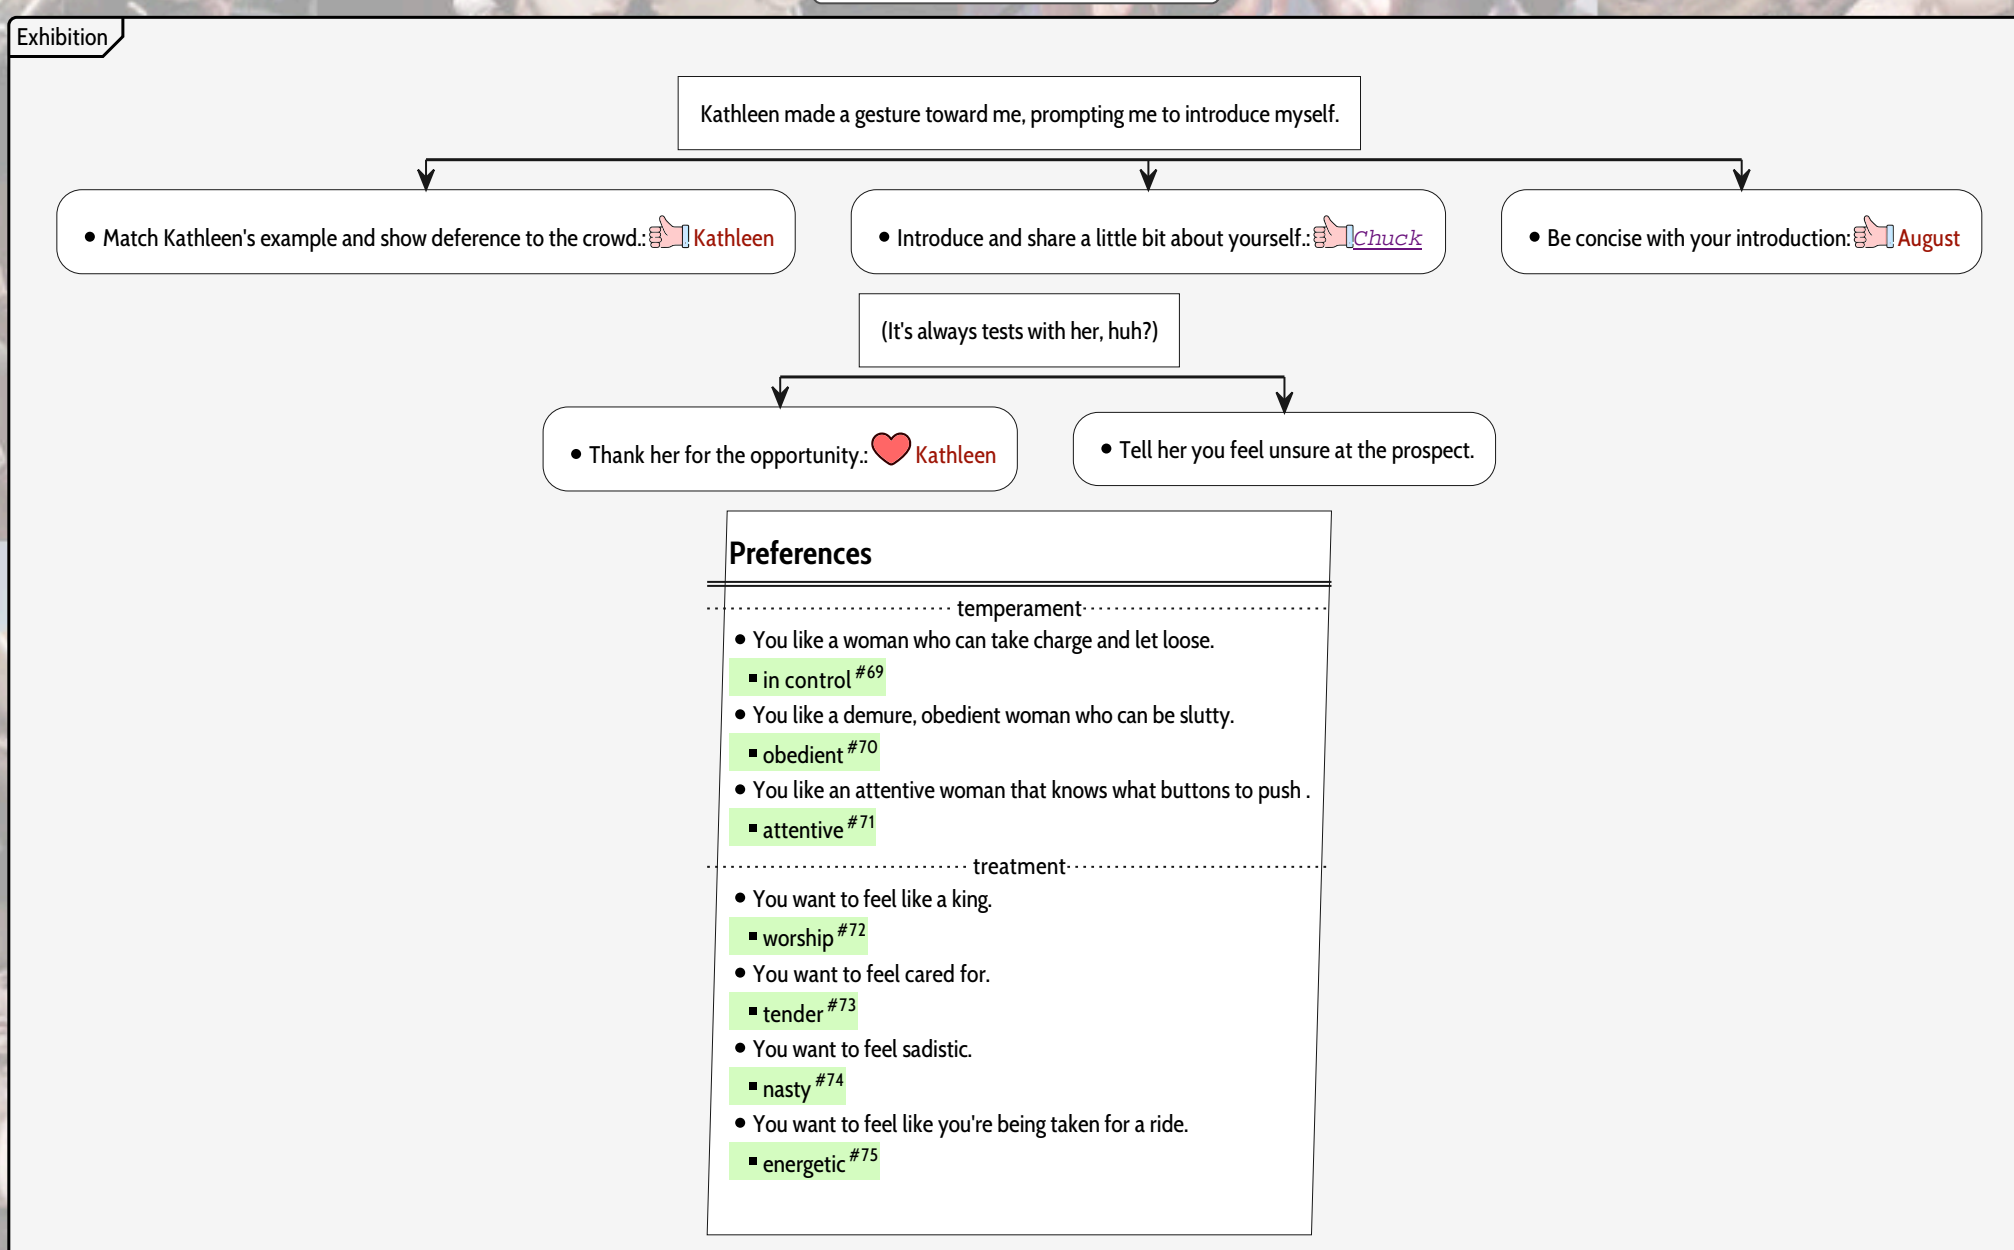 Exhibition
Kathleen made a gesture toward me, prompting me to introduce myself.
• Match Kathleen's example and show deference to the crowd.: Kathleen
• Introduce and share a little bit about yourself.: Chuck
• Be concise with your introduction: August
(It's always tests with her, huh?)
• Thank her for the opportunity.: Kathleen
• Tell her you feel unsure at the prospect.
Preferences
temperament
• You like a woman who can take charge and let loose.
▪ in control #69
• You like a demure, obedient woman who can be slutty.
▪ obedient #70
• You like an attentive woman that knows what buttons to push .
▪ attentive #71
treatment
• You want to feel like a king.
▪ worship #72
• You want to feel cared for.
▪ tender #73
• You want to feel sadistic.
▪ nasty #74
• You want to feel like you're being taken for a ride.
▪ energetic #75